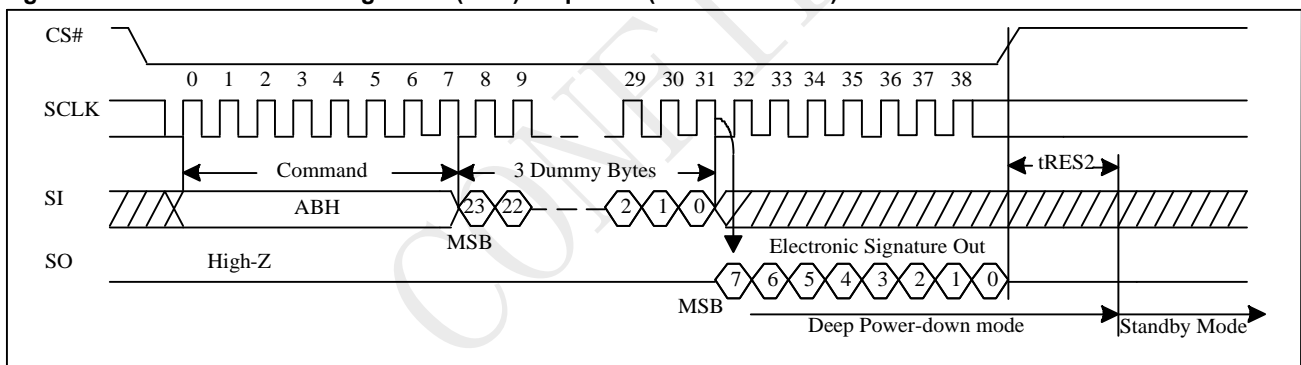 CS#
0 1 2 3 4 5 6 7 8 9 29 30 31 32 33 34 35 36 37 38
SCLK
Command 3 Dummy Bytes tRES2
SI ABH 23 22 2 1 0
MSB
SO High-Z Electronic Signature Out
7 6 5 4 3 2 1 0
MSB
Deep Power-down mode Standby Mode